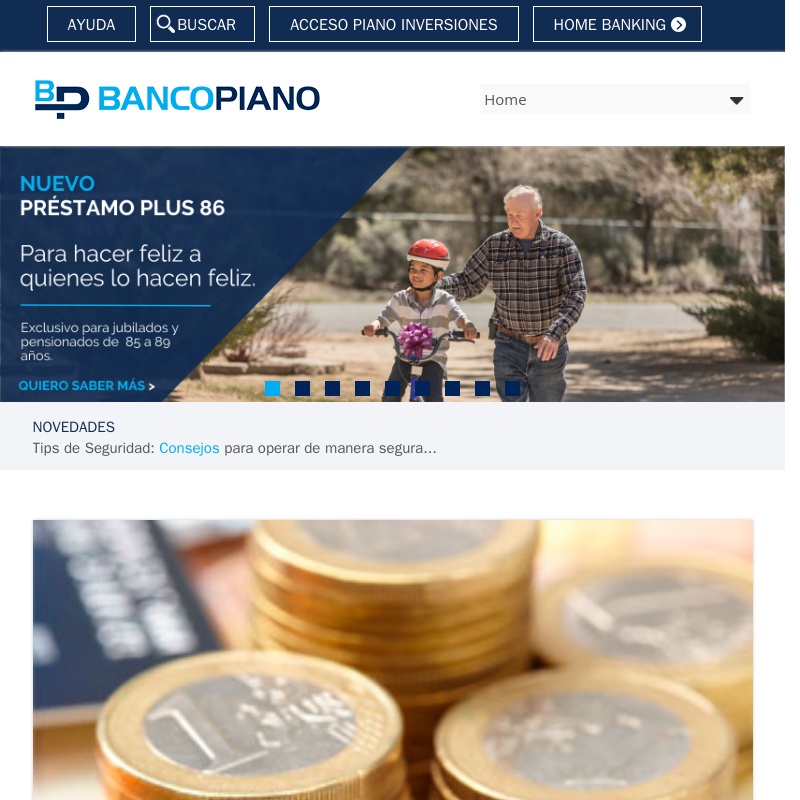 AYUDA
BUSCAR
ACCESO PIANO INVERSIONES
HOME BANKING
BP BANCOPIANO
Home
NUEVO
PRÉSTAMO PLUS 86
Para hacer feliz a
quienes lo hacen feliz.
Exclusivo para jubilados y
pensionados de 85 a 89
años.
QUIERO SABER MÁS >
NOVEDADES
Tips de Seguridad: Consejos para operar de manera segura...
1